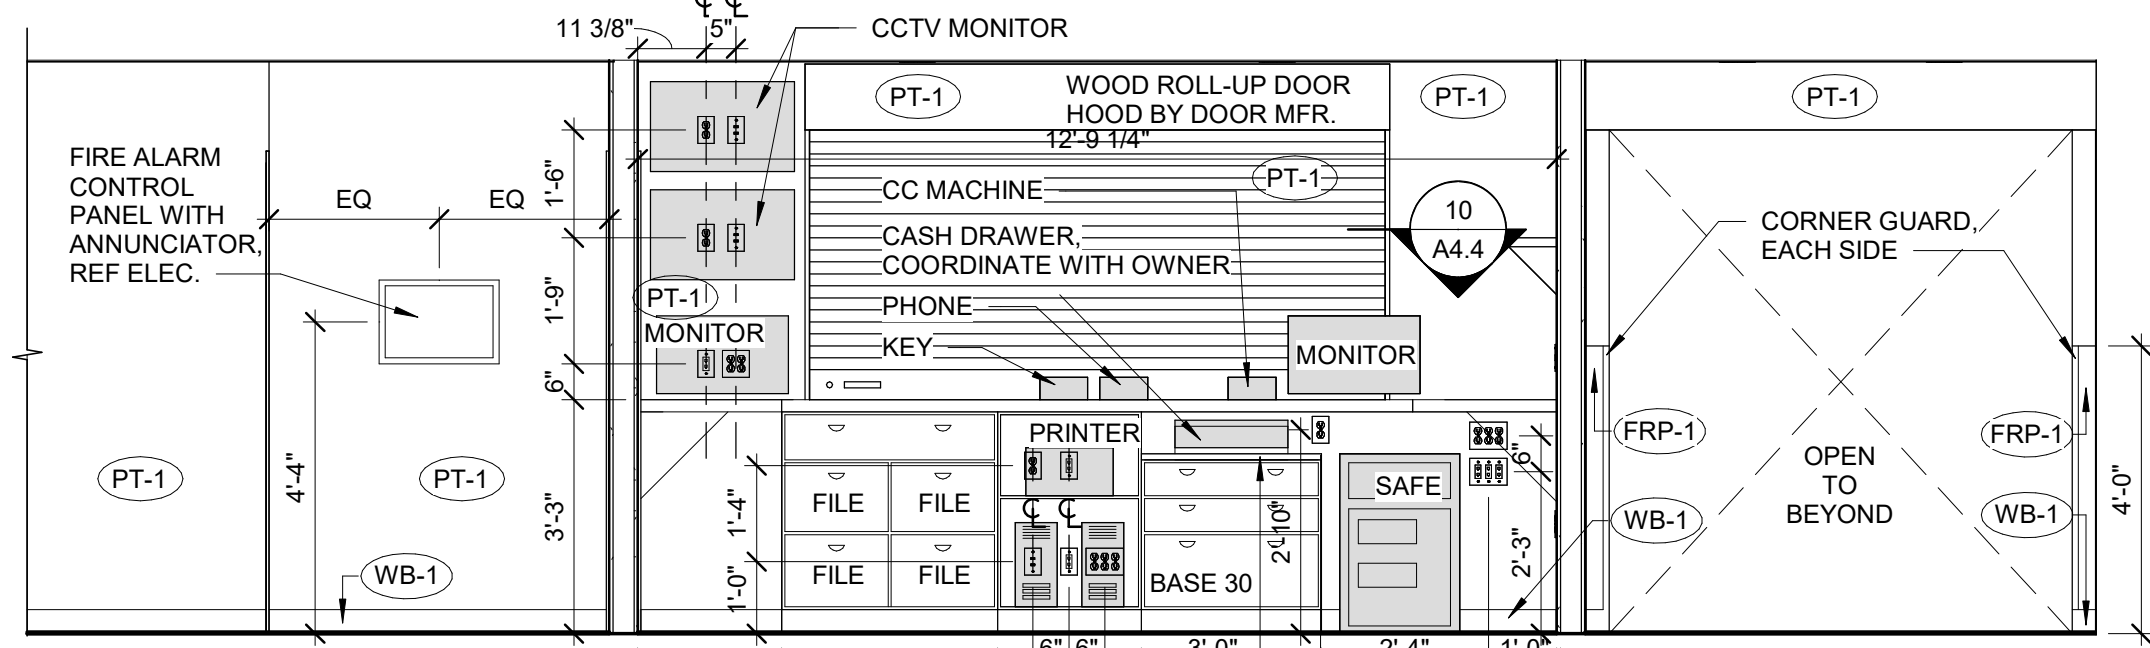 11 3/8"
5"
CCTV MONITOR
PT-1
WOOD ROLL-UP DOOR
HOOD BY DOOR MFR.
PT-1
PT-1
12'-9 1/4"
FIRE ALARM
CONTROL
PANEL WITH
ANNUNCIATOR,
REF ELEC.
EQ
EQ
1'-6"
CC MACHINE
PT-1
CASH DRAWER,
COORDINATE WITH OWNER
10
A4.4
CORNER GUARD,
EACH SIDE
PT-1
1'-9"
PHONE
MONITOR
KEY
MONITOR
6"
PRINTER
FRP-1
FRP-1
PT-1
4'-4"
PT-1
3'-3"
1'-4"
FILE
FILE
SAFE
6"
OPEN
TO
BEYOND
4'-0"
2'-10"
WB-1
WB-1
WB-1
1'-0"
FILE
FILE
BASE 30
2'-3"
6"
6"
3'-0"
2'-4"
1'-0"